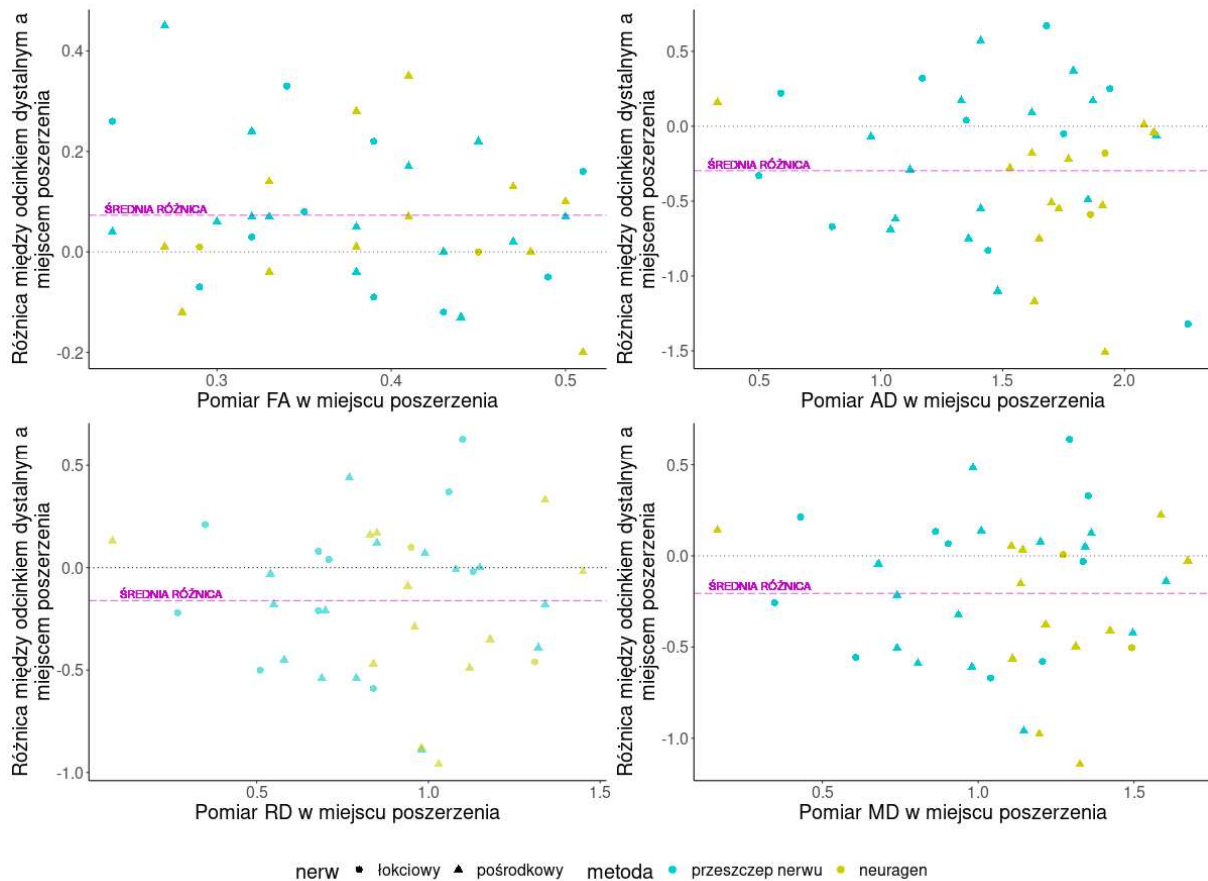 Różnica między odcinkiem dystalnym a
miejscem poszerzenia
0.4
0.2
0.0
-0.2
ŚREDNIA RÓŻNICA
0.3
0.4
0.5
Pomiar FA w miejscu poszerzenia
Różnica między odcinkiem dystalnym a
miejscem poszerzenia
0.5
0.0
-0.5
-1.0
-1.5
ŚREDNIA RÓŻNICA
0.5
1.0
1.5
2.0
Pomiar AD w miejscu poszerzenia
Różnica między odcinkiem dystalnym a
miejscem poszerzenia
0.5
0.0
-0.5
-1.0
ŚREDNIA RÓŻNICA
0.5
1.0
1.5
Pomiar RD w miejscu poszerzenia
Różnica między odcinkiem dystalnym a
miejscem poszerzenia
0.5
0.0
-0.5
-1.0
ŚREDNIA RÓŻNICA
0.5
1.0
1.5
Pomiar MD w miejscu poszerzenia
nerw łokciowy pośrodkowy metoda przeszczep nerwu neuragen